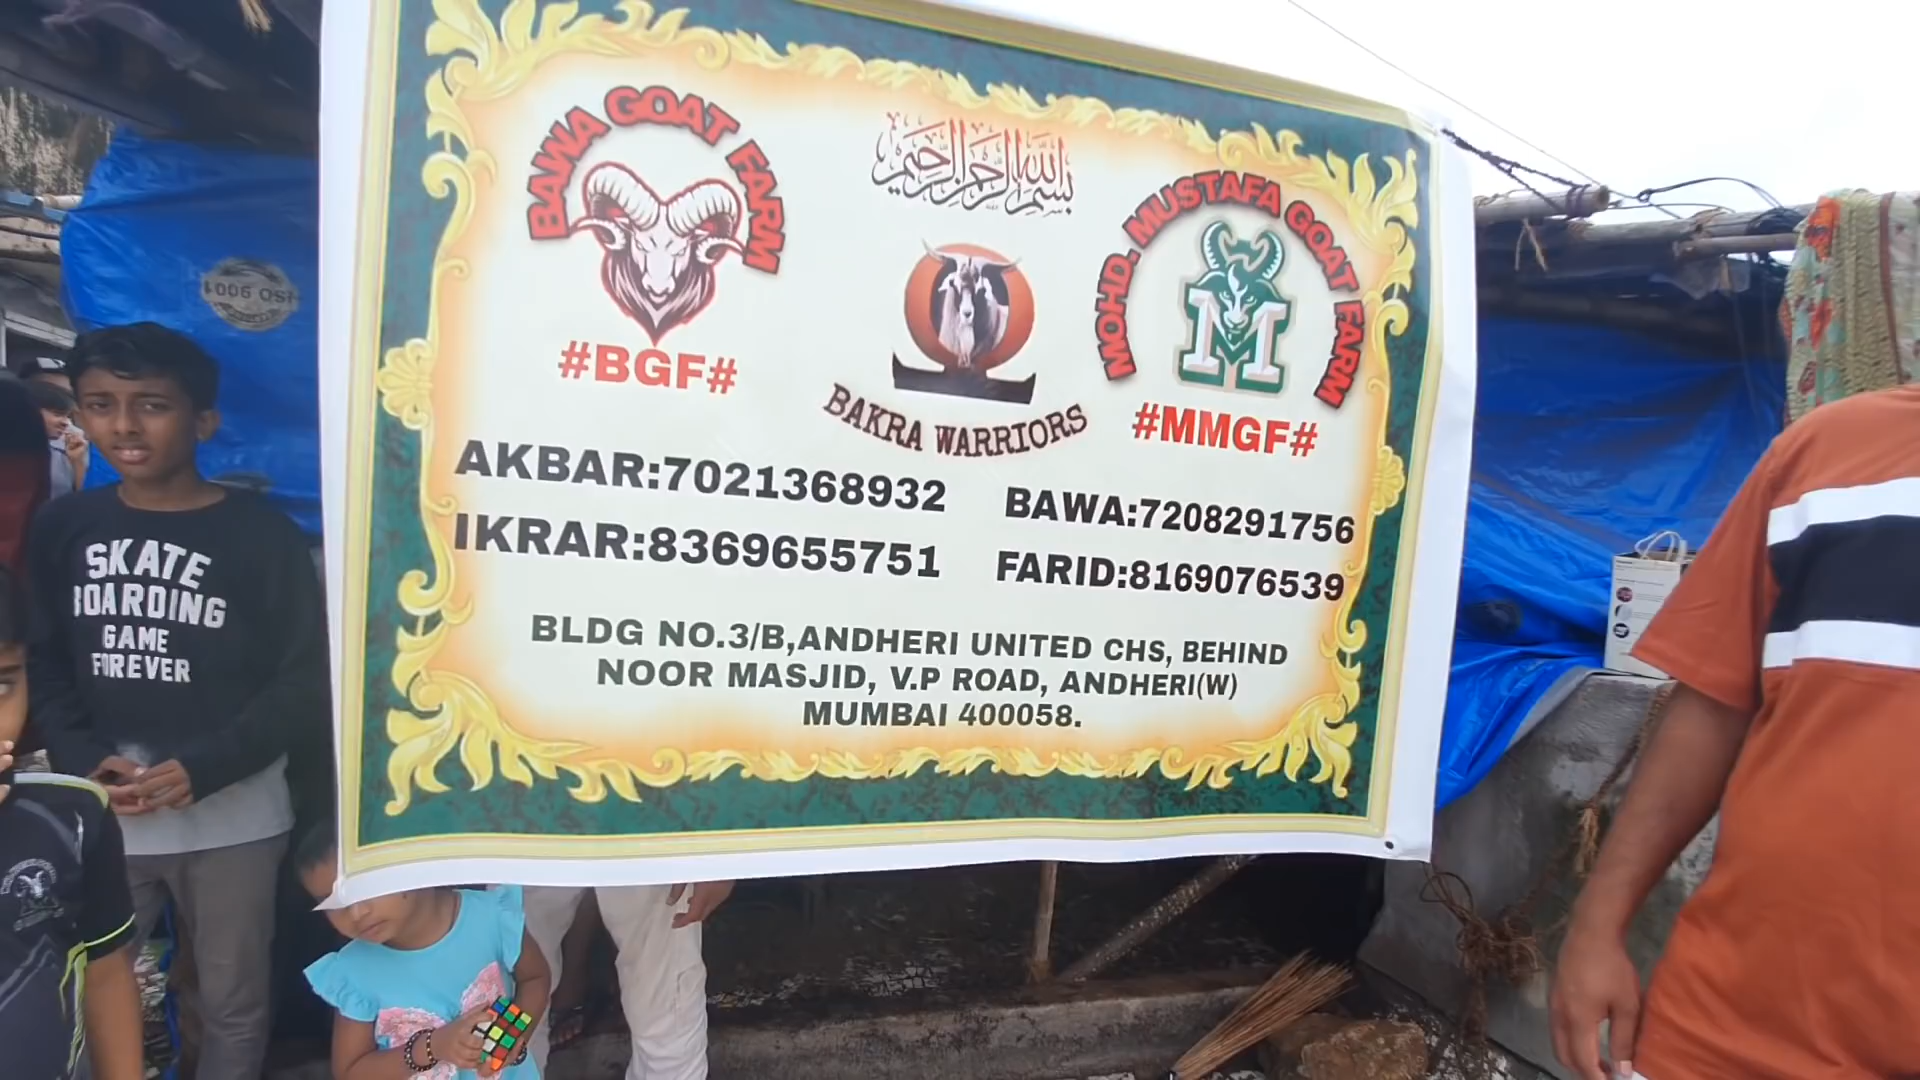 BAWA GOAT FARM
#BGF#
بسم الله الرحمن الرحيم
BAKRA WARRIORS
MOHD. MUSTAFA GOAT FARM
M
#MMGF#
AKBAR:7021368932
BAWA:7208291756
IKRAR:8369655751
FARID:8169076539
BLDG NO.3/B,ANDHERI UNITED CHS, BEHIND
NOOR MASJID, V.P ROAD, ANDHERI(W)
MUMBAI 400058.
SKATE
BOARDING
GAME
FOREVER
ISO 9001